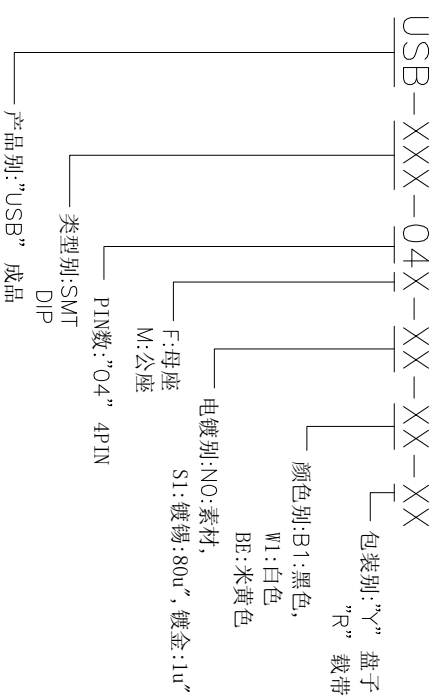 USB-XXX-04X-XX-XX-XX
包装别:"Y" 盘子
"R" 载带
颜色别:B1:黑色,
W1:白色
BE:米黄色
电镀别:N0:素材,
S1:镀锡:80u",镀金:1u"
F:母座
M:公座
PIN数:"04" 4PIN
类型别:SMT
DIP
产品别:"USB" 成品